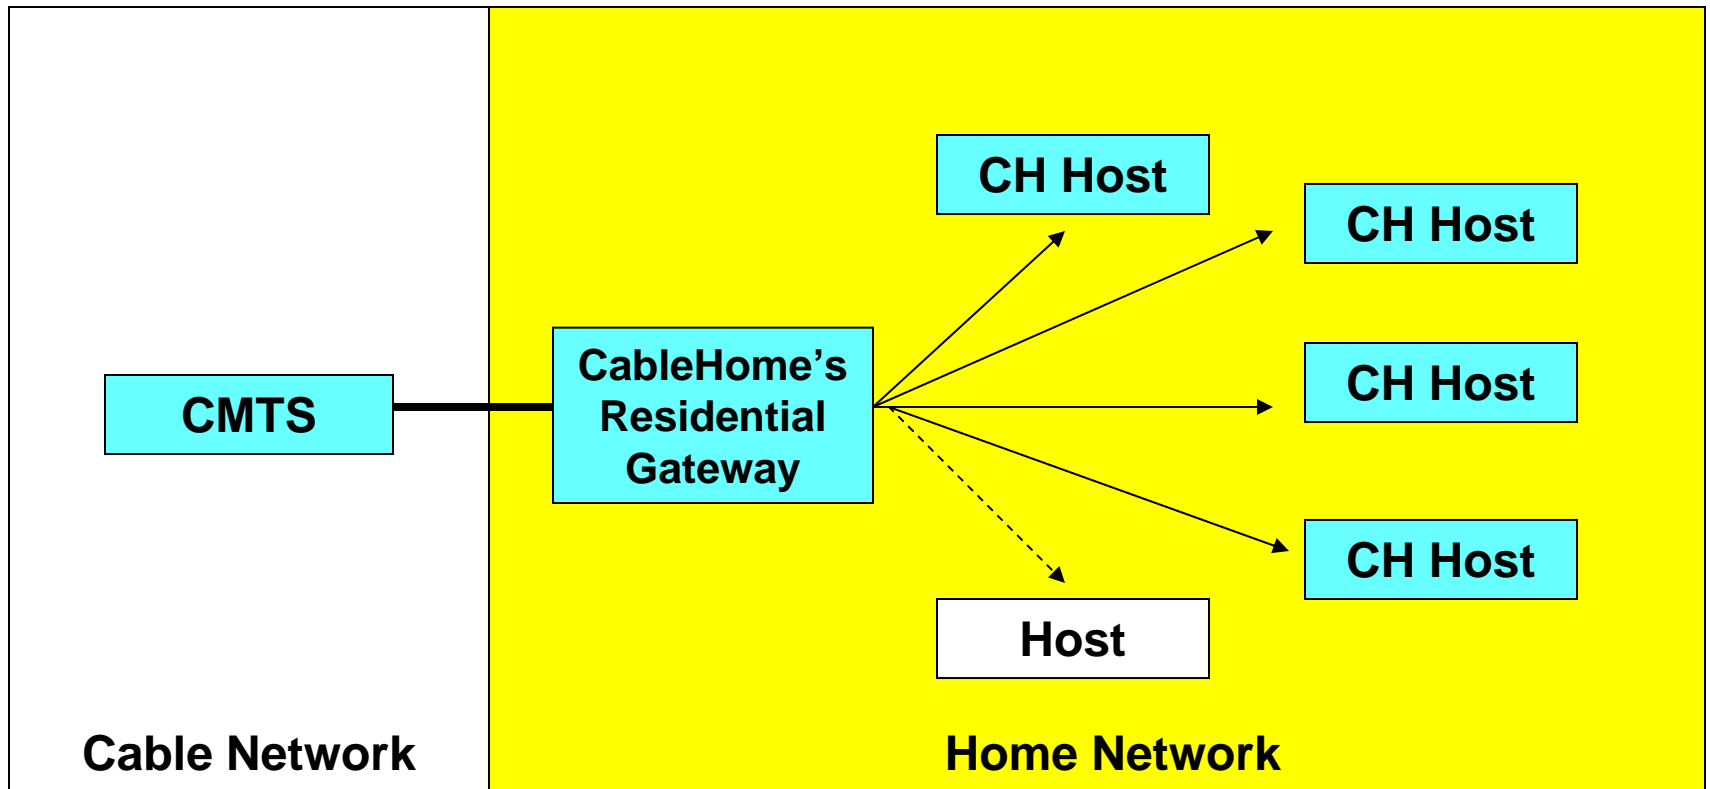 CH Host
CH Host
CableHome’s
Residential
Gateway
CMTS
CH Host
CH Host
Host
Cable Network
Home Network